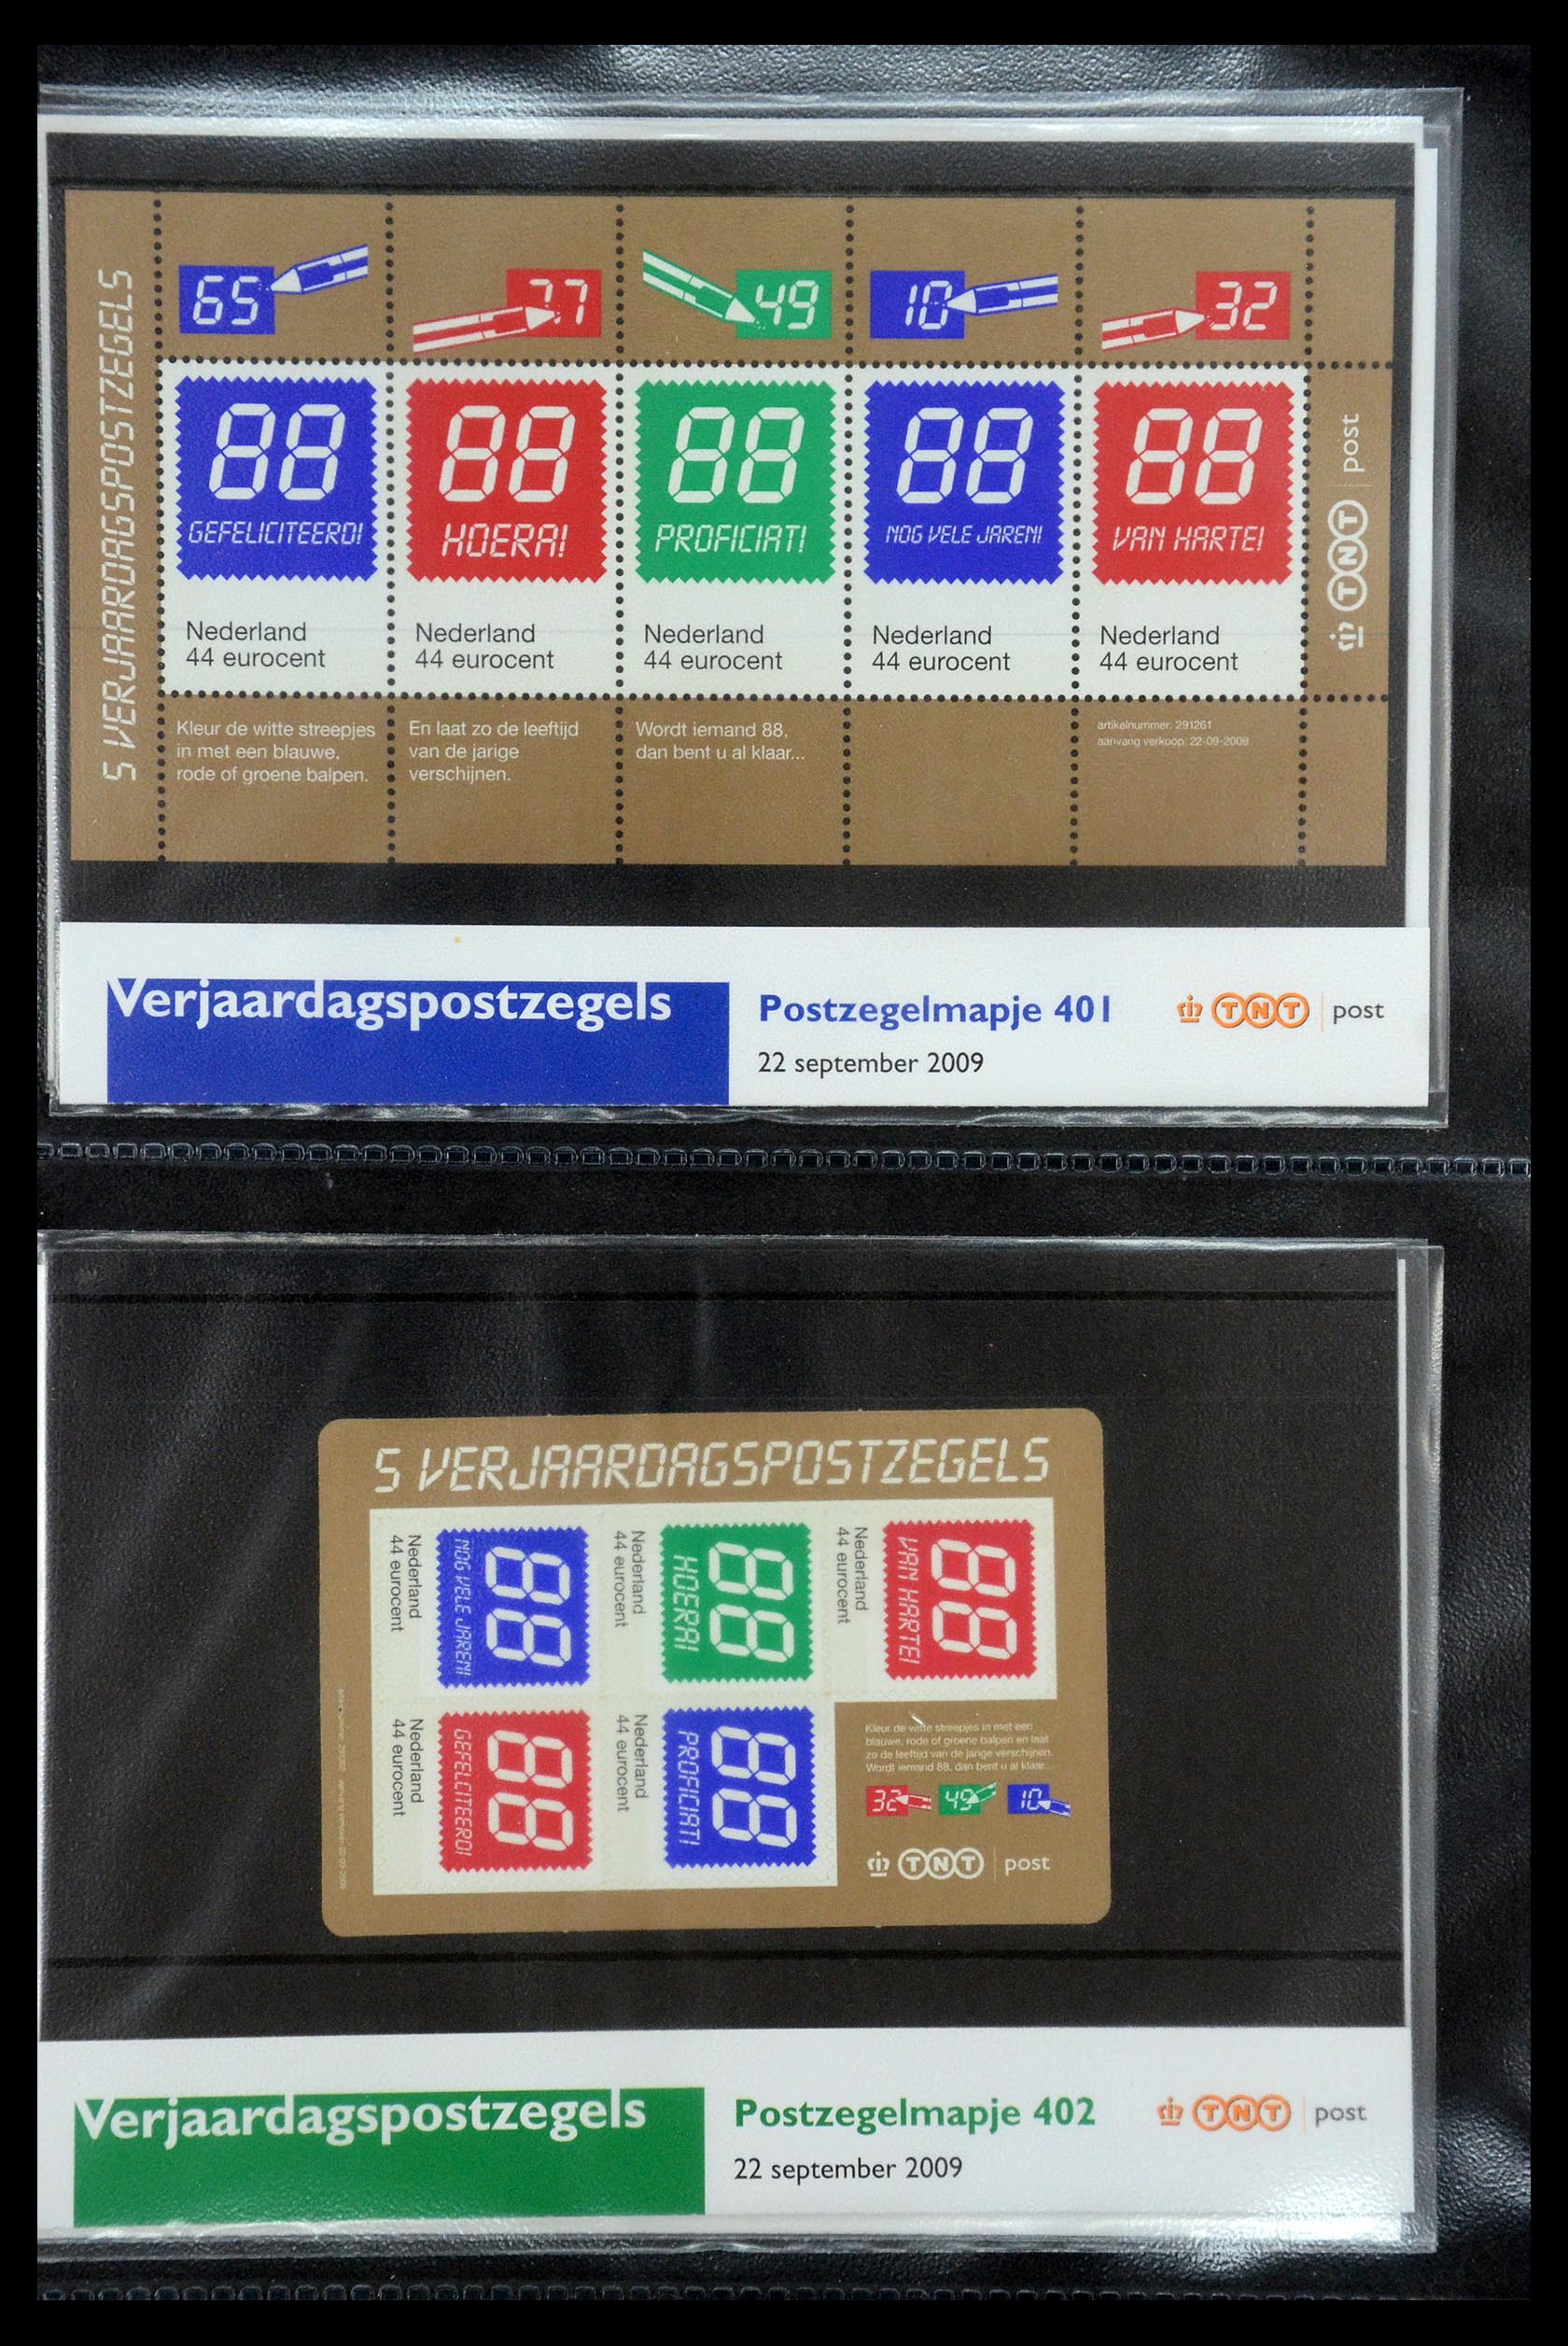 5 VERJAARDAGSPOSTZEGELS
65
77
49
10
32
88
GEFELICITEERD!
88
HOERA!
88
PROFICIAT!
88
NOG VELE JAREN!
88
VAN HARTE!
Nederland
44 eurocent
Nederland
44 eurocent
Nederland
44 eurocent
Nederland
44 eurocent
Nederland
44 eurocent
TNT post
Kleur de witte streepjes
in met een blauwe,
rode of groene balpen.
En laat zo de leeftijd
van de jarige
verschijnen.
Wordt iemand 88,
dan bent u al klaar...
artikelnummer: 291261
aanvang verkoop: 22-09-2009
Verjaardagspostzegels
Postzegelmapje 401
22 september 2009
TNT post
5 VERJAARDAGSPOSTZEGELS
88
NOG VELE JAREN!
Nederland
44 eurocent
88
HOERA!
Nederland
44 eurocent
88
VAN HARTE!
Nederland
44 eurocent
88
GEFELICITEERD!
Nederland
44 eurocent
88
PROFICIAT!
Nederland
44 eurocent
Kleur de witte streepjes in met een
blauwe, rode of groene balpen en laat
zo de leeftijd van de jarige verschijnen.
Wordt iemand 88, dan bent u al klaar...
32
49
10
TNT post
Verjaardagspostzegels
Postzegelmapje 402
22 september 2009
TNT post